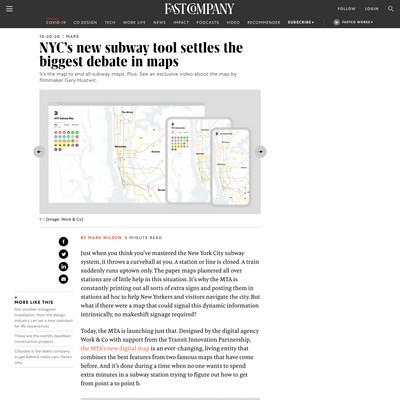 FAST COMPANY
FOLLOW
LOGIN
COVID-19
CO.DESIGN
TECH
WORK LIFE
NEWS
IMPACT
PODCASTS
VIDEO
RECOMMENDER
SUBSCRIBE
FASTCO WORKS
10-20-20 | MAPS
NYC’s new subway tool settles the
biggest debate in maps
It’s the map to end all subway maps. Plus: See an exclusive video about the map by
filmmaker Gary Hustwit.
[Image: Work & Co]
BY MARK WILSON 5 MINUTE READ
Just when you think you’ve mastered the New York City subway
system, it throws a curveball at you. A station or line is closed. A train
suddenly runs uptown only. The paper maps plastered all over
stations are of little help in this situation. It’s why the MTA is
constantly printing out all sorts of extra signs and posting them in
stations ad hoc to help New Yorkers and visitors navigate the city. But
what if there were a map that could signal this dynamic information
intrinsically, no makeshift signage required?
Today, the MTA is launching just that. Designed by the digital agency
Work & Co with support from the Transit Innovation Partnership,
the MTA’s new digital map is an ever-changing, living entity that
combines the best features from two famous maps that have come
before. And it’s done during a time when no one wants to spend
extra minutes in a subway station trying to figure out how to get
from point a to point b.
MORE LIKE THIS
Not another Instagram
installation: How the design
industry can set a new standard
for IRL experiences
These are the world’s deadliest
construction projects
Chipotle is the latest company
to get behind robot cars. Here’s
why.